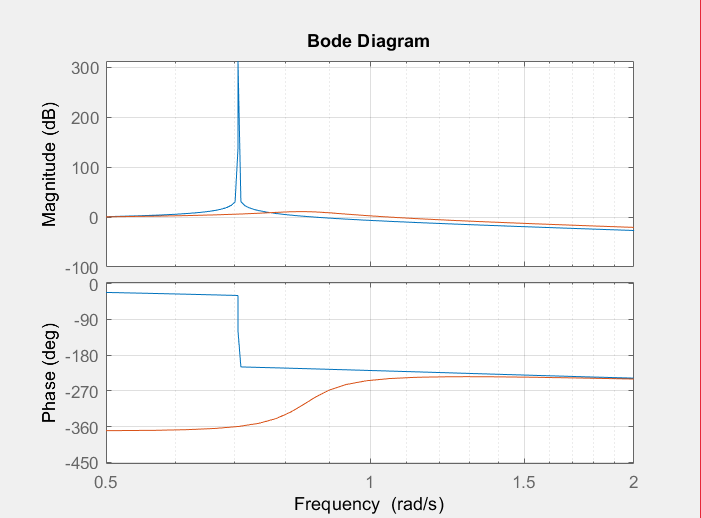 Bode Diagram
300
200
100
0
-100
Magnitude (dB)
0
-90
-180
-270
-360
-450
Phase (deg)
0.5 1 1.5 2
Frequency (rad/s)